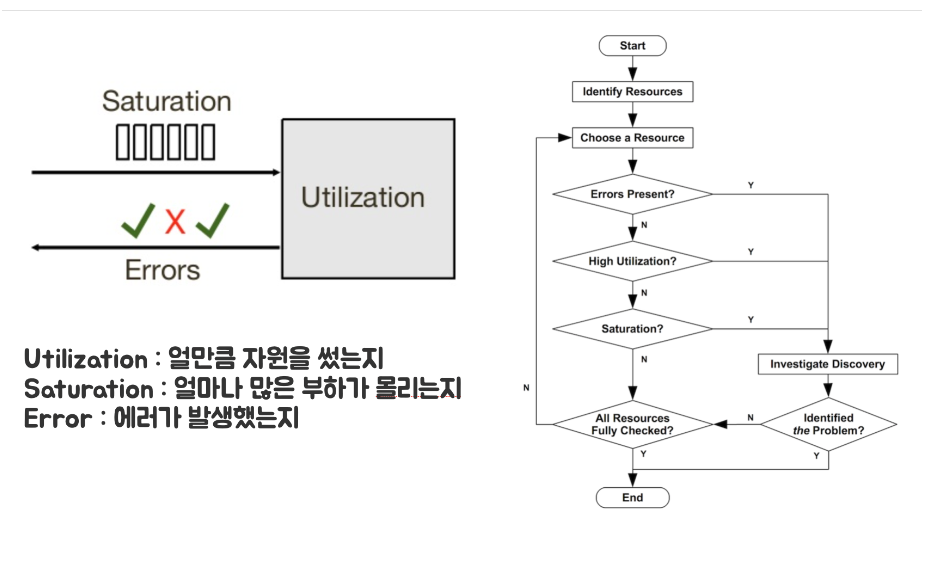 Saturation
Utilization
X
Errors
Utilization : 얼만큼 자원을 썼는지
Saturation : 얼마나 많은 부하가 몰리는지
Error : 에러가 발생했는지
Start
Identify Resources
Choose a Resource
Errors Present?
Y
N
High Utilization?
Y
N
Saturation?
Y
N
Investigate Discovery
N
All Resources
Fully Checked?
N
Identified
the Problem?
Y
Y
End